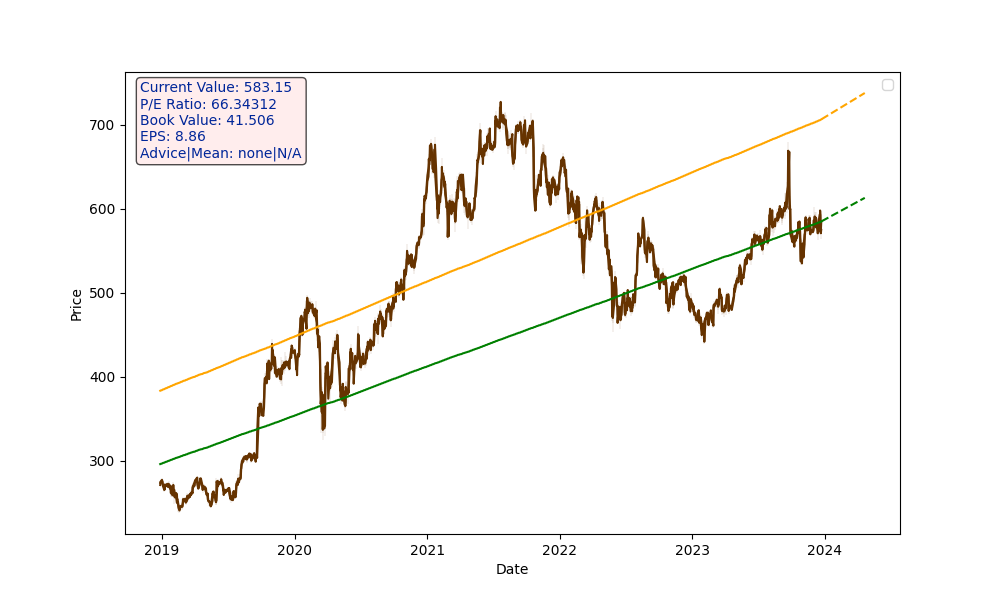 Current Value: 583.15
P/E Ratio: 66.34312
Book Value: 41.506
EPS: 8.86
Advice|Mean: none|N/A
700
600
500
400
300
Price
2019 2020 2021 2022 2023 2024
Date